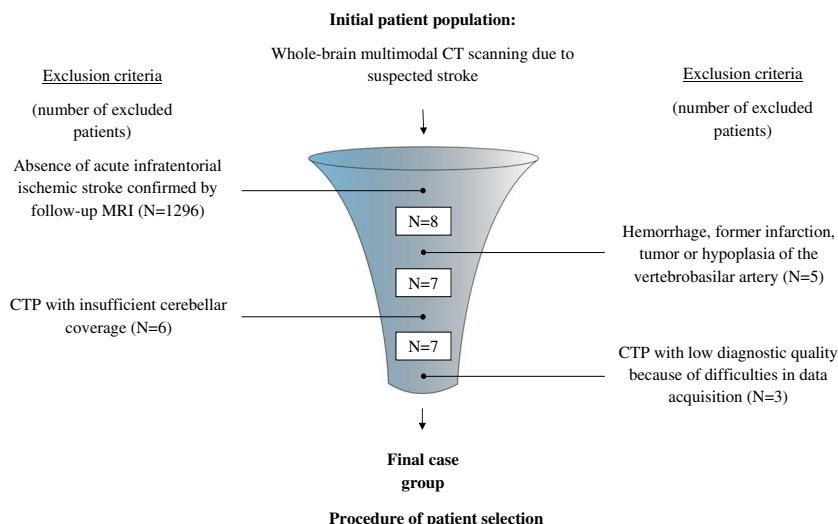 Initial patient population:
Whole-brain multimodal CT scanning due to
suspected stroke
Exclusion criteria
(number of excluded
patients)
Absence of acute infratentorial
ischemic stroke confirmed by
follow-up MRI (N=1296)
CTP with insufficient cerebellar
coverage (N=6)
N=8
N=7
N=7
Exclusion criteria
(number of excluded
patients)
Hemorrhage, former infarction,
tumor or hypoplasia of the
vertebrobasilar artery (N=5)
CTP with low diagnostic quality
because of difficulties in data
acquisition (N=3)
Final case
group
Procedure of patient selection